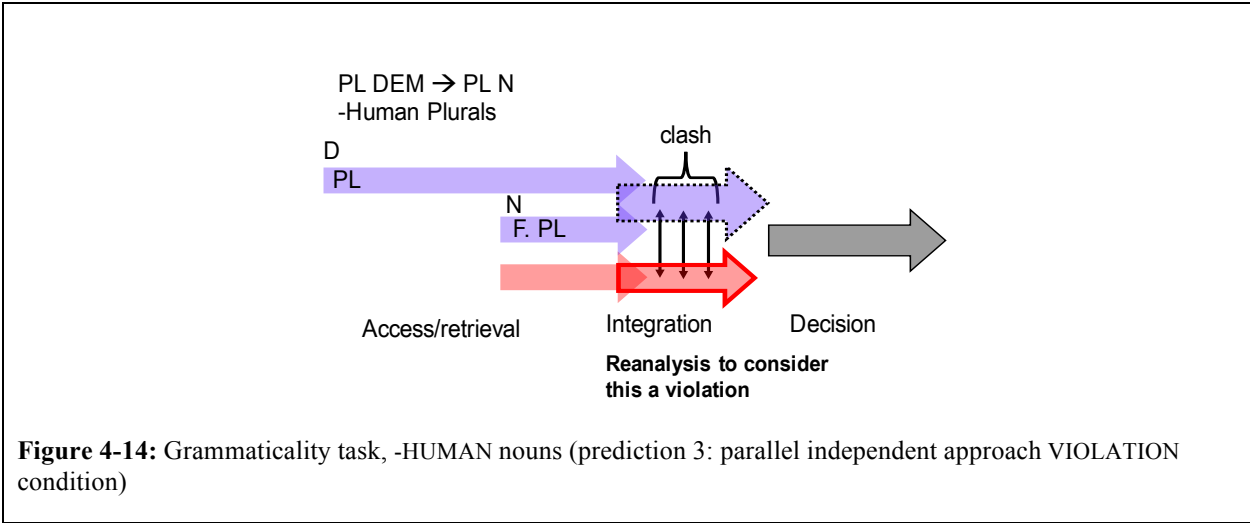 PL DEM → PL N
-Human Plurals
clash
D
PL
N
F. PL
Access/retrieval
Integration
Decision
Reanalysis to consider
this a violation
Figure 4-14: Grammaticality task, -HUMAN nouns (prediction 3: parallel independent approach VIOLATION
condition)